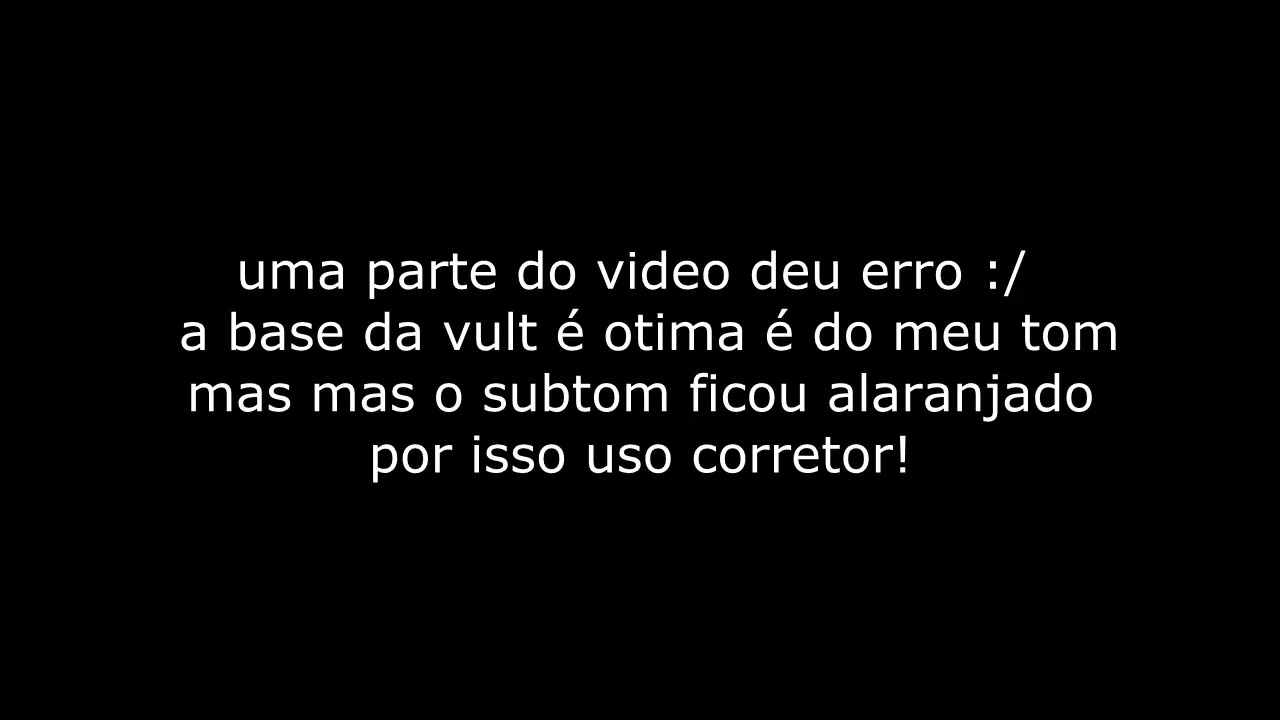 uma parte do video deu erro :/
a base da vult é otima é do meu tom
mas mas o subtom ficou alaranjado
por isso uso corretor!